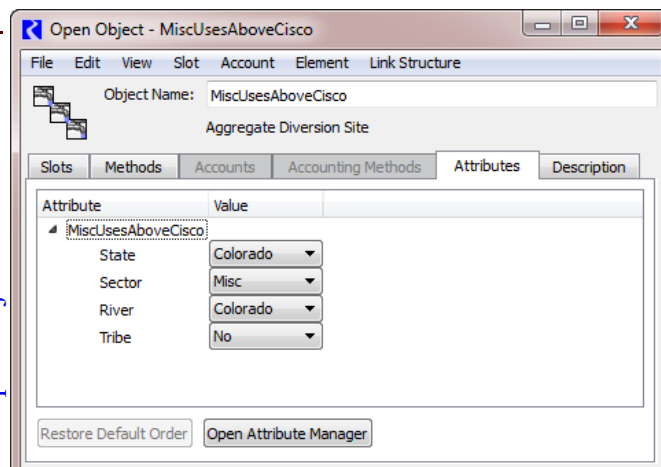 Open Object - MiscUsesAboveCisco
File Edit View Slot Account Element Link Structure
Object Name: MiscUsesAboveCisco
Aggregate Diversion Site
Slots Methods Accounts Accounting Methods Attributes Description
Attribute Value
MiscUsesAboveCisco
State Colorado
Sector Misc
River Colorado
Tribe No
Restore Default Order Open Attribute Manager